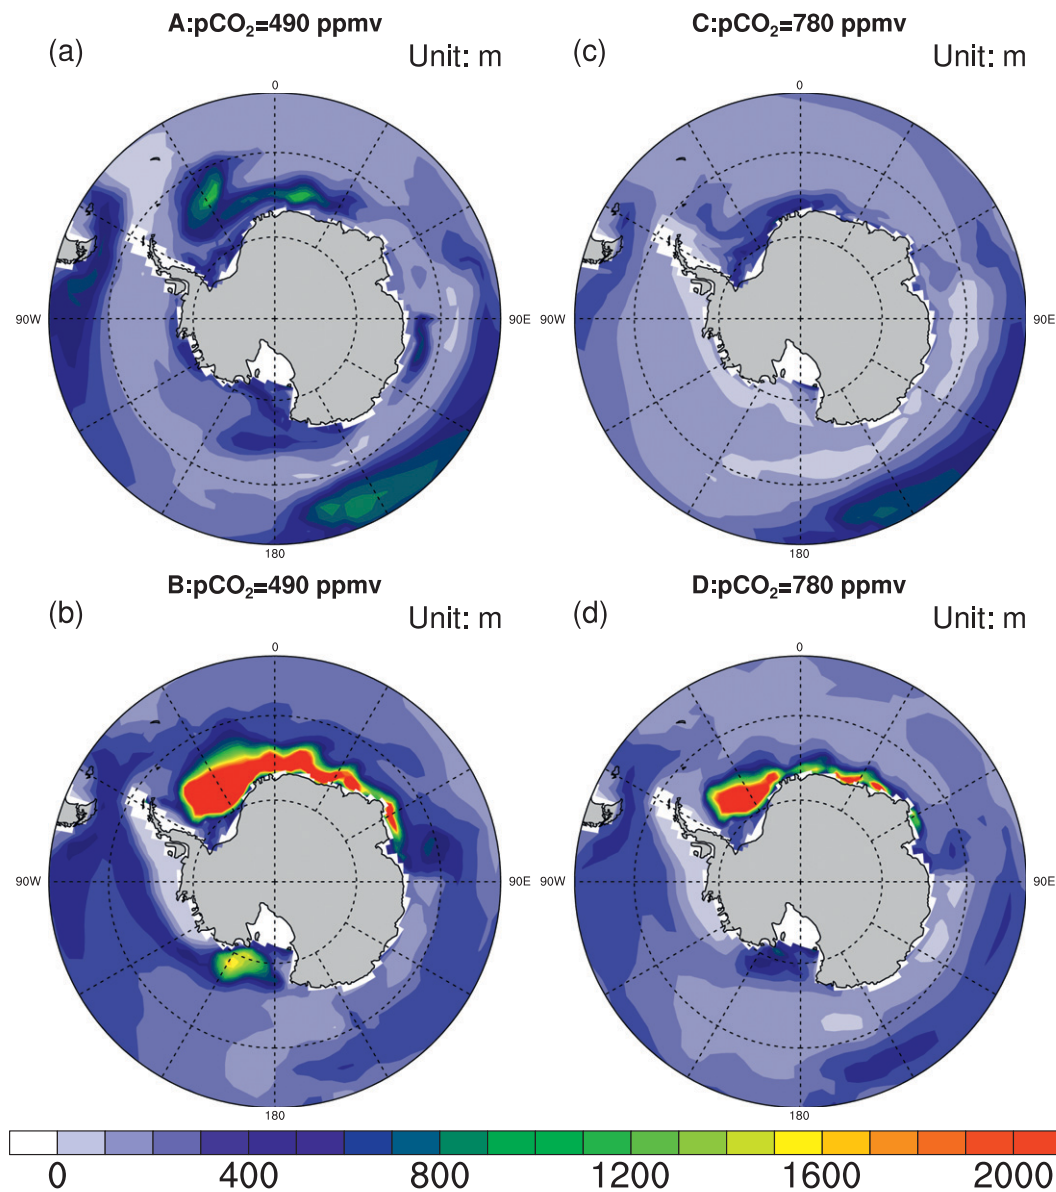 A:pCO₂=490 ppmv
C:pCO₂=780 ppmv
(a)
Unit: m
(c)
Unit: m
0
0
90W
90E
90W
90E
180
180
B:pCO₂=490 ppmv
D:pCO₂=780 ppmv
(b)
Unit: m
(d)
Unit: m
0
0
90W
90E
90W
90E
180
180
0 400 800 1200 1600 2000